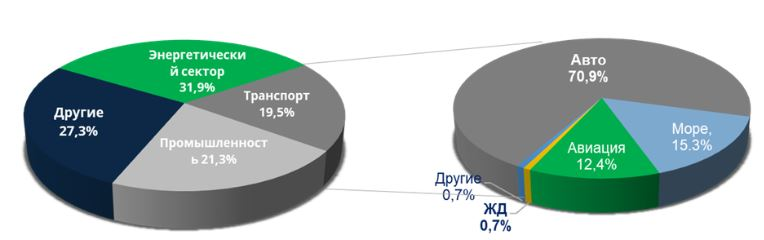 Энергетически
й сектор
31,9%
Транспорт
19,5%
Промышленност
ь 21,3%
Другие
27,3%
Авто
70,9%
Море,
15.3%
Авиация
12,4%
Другие
0,7%
ЖД
0,7%